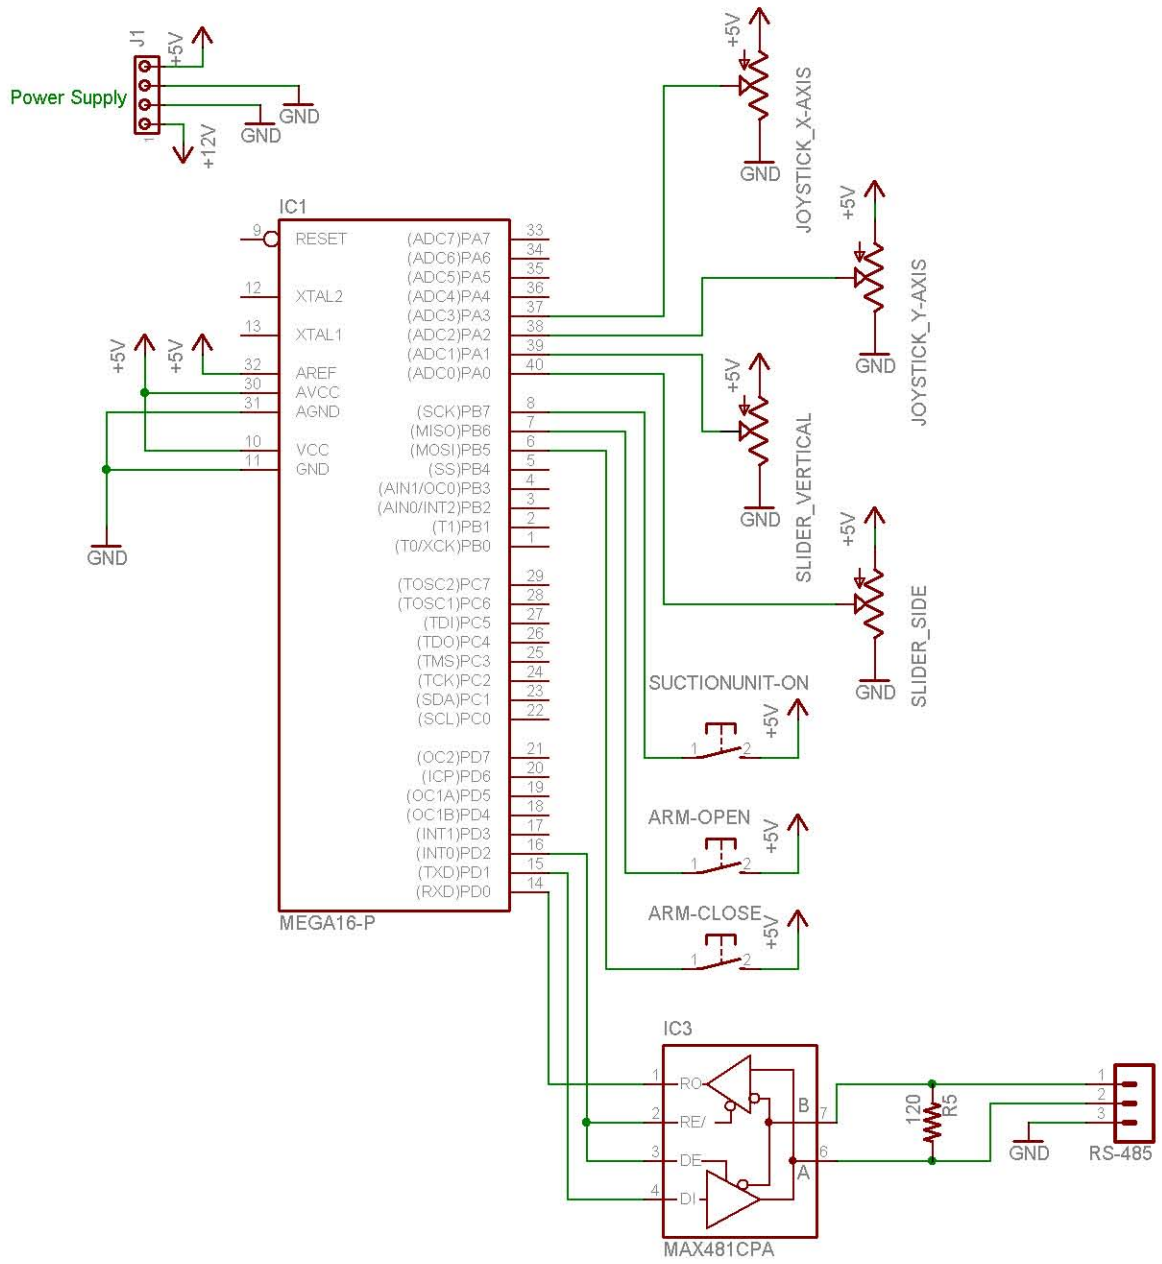 J1
+5V
Power Supply
GND
GND
1
+12V
+5V
JOYSTICK_X-AXIS
GND
+5V
JOYSTICK_Y-AXIS
GND
IC1
9 RESET
12 XTAL2
13 XTAL1
+5V
+5V
32 AREF
30 AVCC
31 AGND
10 VCC
11 GND
GND
(ADC7)PA7 33
(ADC6)PA6 34
(ADC5)PA5 35
(ADC4)PA4 36
(ADC3)PA3 37
(ADC2)PA2 38
(ADC1)PA1 39
(ADC0)PA0 40
(SCK)PB7 8
(MISO)PB6 7
(MOSI)PB5 6
(SS)PB4 5
(AIN1/OC0)PB3 4
(AIN0/INT2)PB2 3
(T1)PB1 2
(T0/XCK)PB0 1
(TOSC2)PC7 29
(TOSC1)PC6 28
(TDI)PC5 27
(TDO)PC4 26
(TMS)PC3 25
(TCK)PC2 24
(SDA)PC1 23
(SCL)PC0 22
(OC2)PD7 21
(ICP)PD6 20
(OC1A)PD5 19
(OC1B)PD4 18
(INT1)PD3 17
(INT0)PD2 16
(TXD)PD1 15
(RXD)PD0 14
MEGA16-P
+5V
SLIDER_VERTICAL
GND
+5V
SLIDER_SIDE
GND
SUCTIONUNIT-ON
+5V
1 2
ARM-OPEN
+5V
1 2
ARM-CLOSE
+5V
1 2
IC3
1 RO
2 RE/
3 DE
4 DI
B 7
A 6
MAX481CPA
120
R5
1
2
3
GND
RS-485